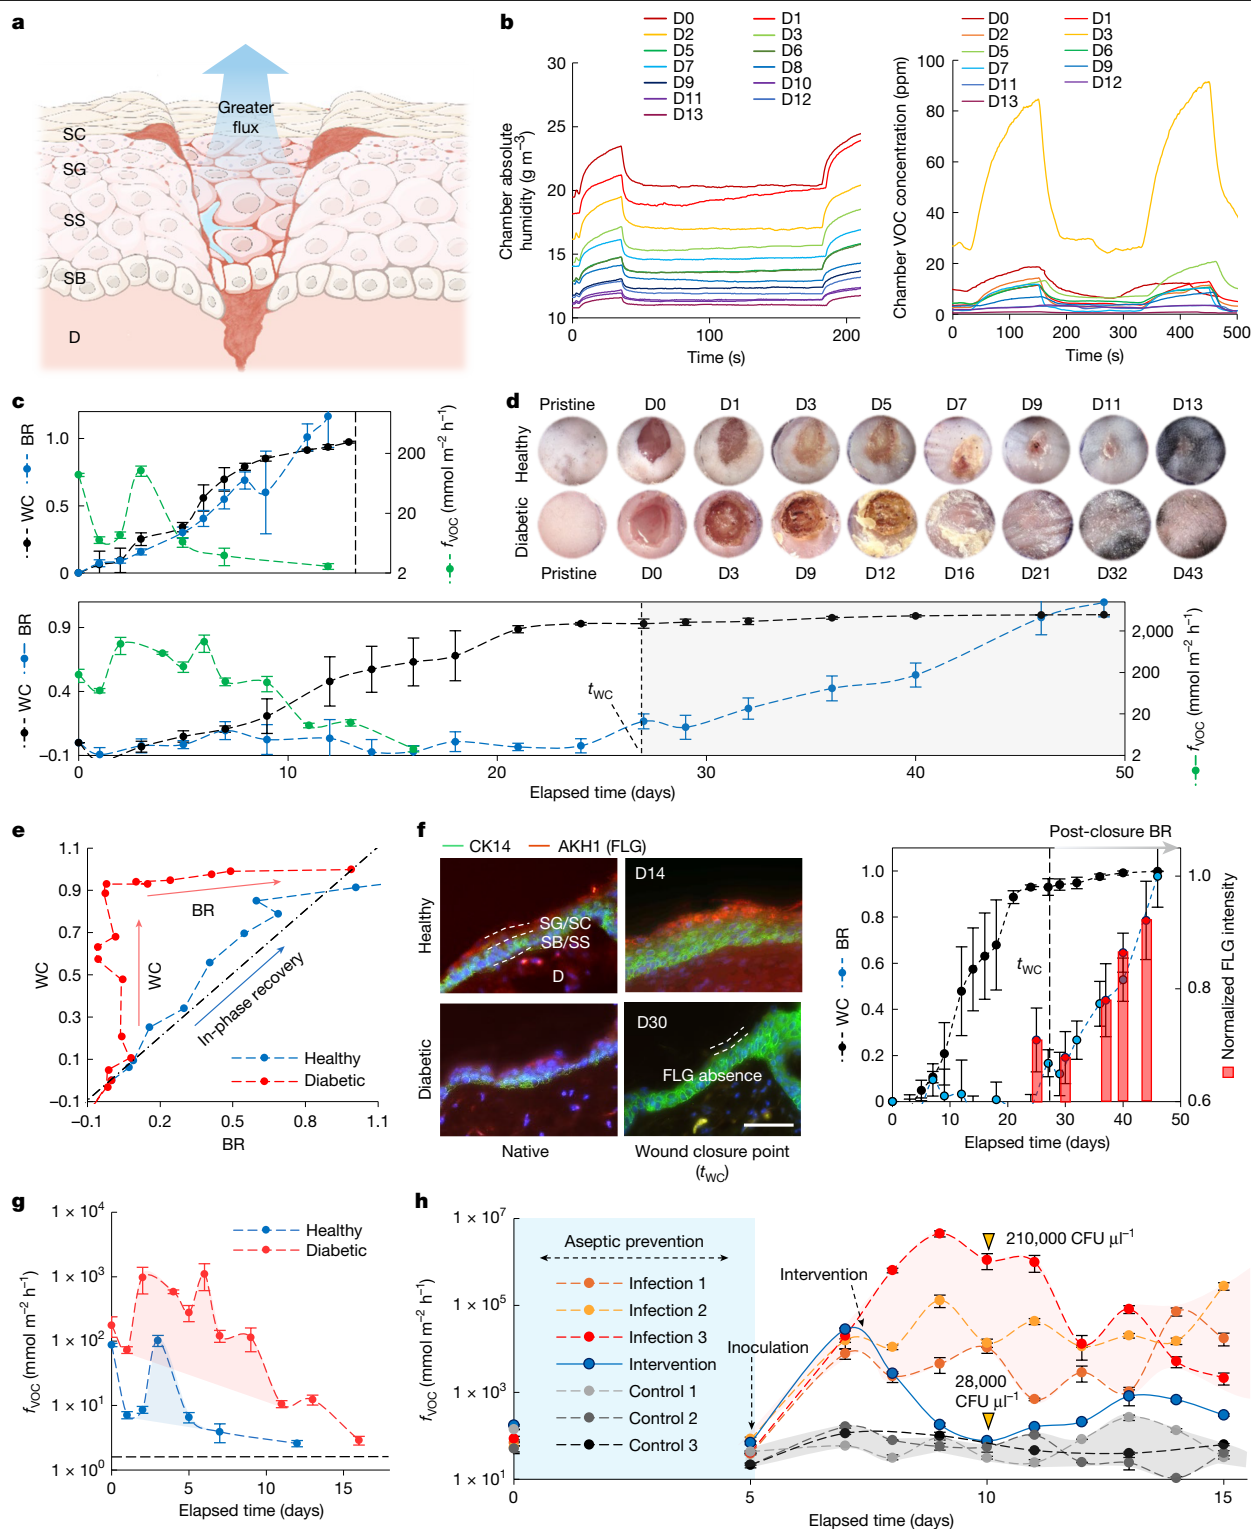 a
Greater
flux
SC
SG
SS
SB
D
b
D0
D1
D2
D3
D5
D6
D7
D8
D9
D10
D11
D12
D13
30
25
20
15
10
Chamber absolute
humidity (g m−3)
0
100
200
Time (s)
D0
D1
D2
D3
D5
D6
D7
D9
D11
D12
D13
100
80
60
40
20
0
Chamber VOC concentration (ppm)
0
100
200
300
400
500
Time (s)
c
WC
BR
1.0
0.5
0
200
20
2
fVOC (mmol m−2 h−1)
WC
BR
0.9
0.4
−0.1
tWC
2,000
200
20
2
fVOC (mmol m−2 h−1)
0
10
20
30
40
50
Elapsed time (days)
d
Pristine
D0
D1
D3
D5
D7
D9
D11
D13
Healthy
Diabetic
Pristine
D0
D3
D9
D12
D16
D21
D32
D43
e
1.1
0.9
0.7
0.5
0.3
0.1
−0.1
WC
BR
WC
In-phase recovery
Healthy
Diabetic
−0.1
0.2
0.5
0.8
1.1
BR
f
CK14
AKH1 (FLG)
Healthy
SG/SC
SB/SS
D
D14
Diabetic
D30
FLG absence
Native
Wound closure point
(tWC)
Post-closure BR
WC
BR
1.0
0.8
0.6
0.4
0.2
0
tWC
1.0
0.8
0.6
Normalized FLG intensity
0
10
20
30
40
50
Elapsed time (days)
g
1 × 10⁴
1 × 10³
1 × 10²
1 × 10¹
1 × 10⁰
fVOC (mmol m−2 h−1)
Healthy
Diabetic
0
5
10
15
Elapsed time (days)
h
1 × 10⁷
1 × 10⁵
1 × 10³
1 × 10¹
fVOC (mmol m−2 h−1)
Aseptic prevention
Infection 1
Infection 2
Infection 3
Intervention
Control 1
Control 2
Control 3
Inoculation
Intervention
210,000 CFU µl−1
28,000
CFU µl−1
0
5
10
15
Elapsed time (days)